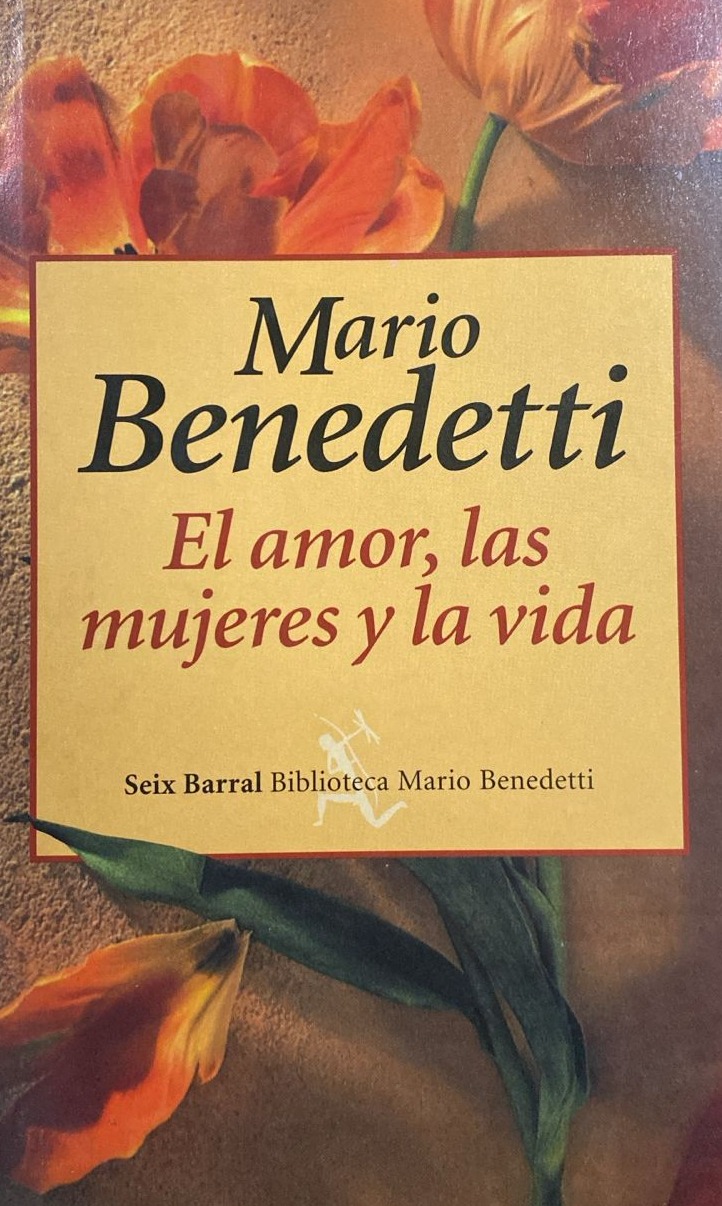 Mario
Benedetti
El amor, las
mujeres y la vida
Seix Barral Biblioteca Mario Benedetti